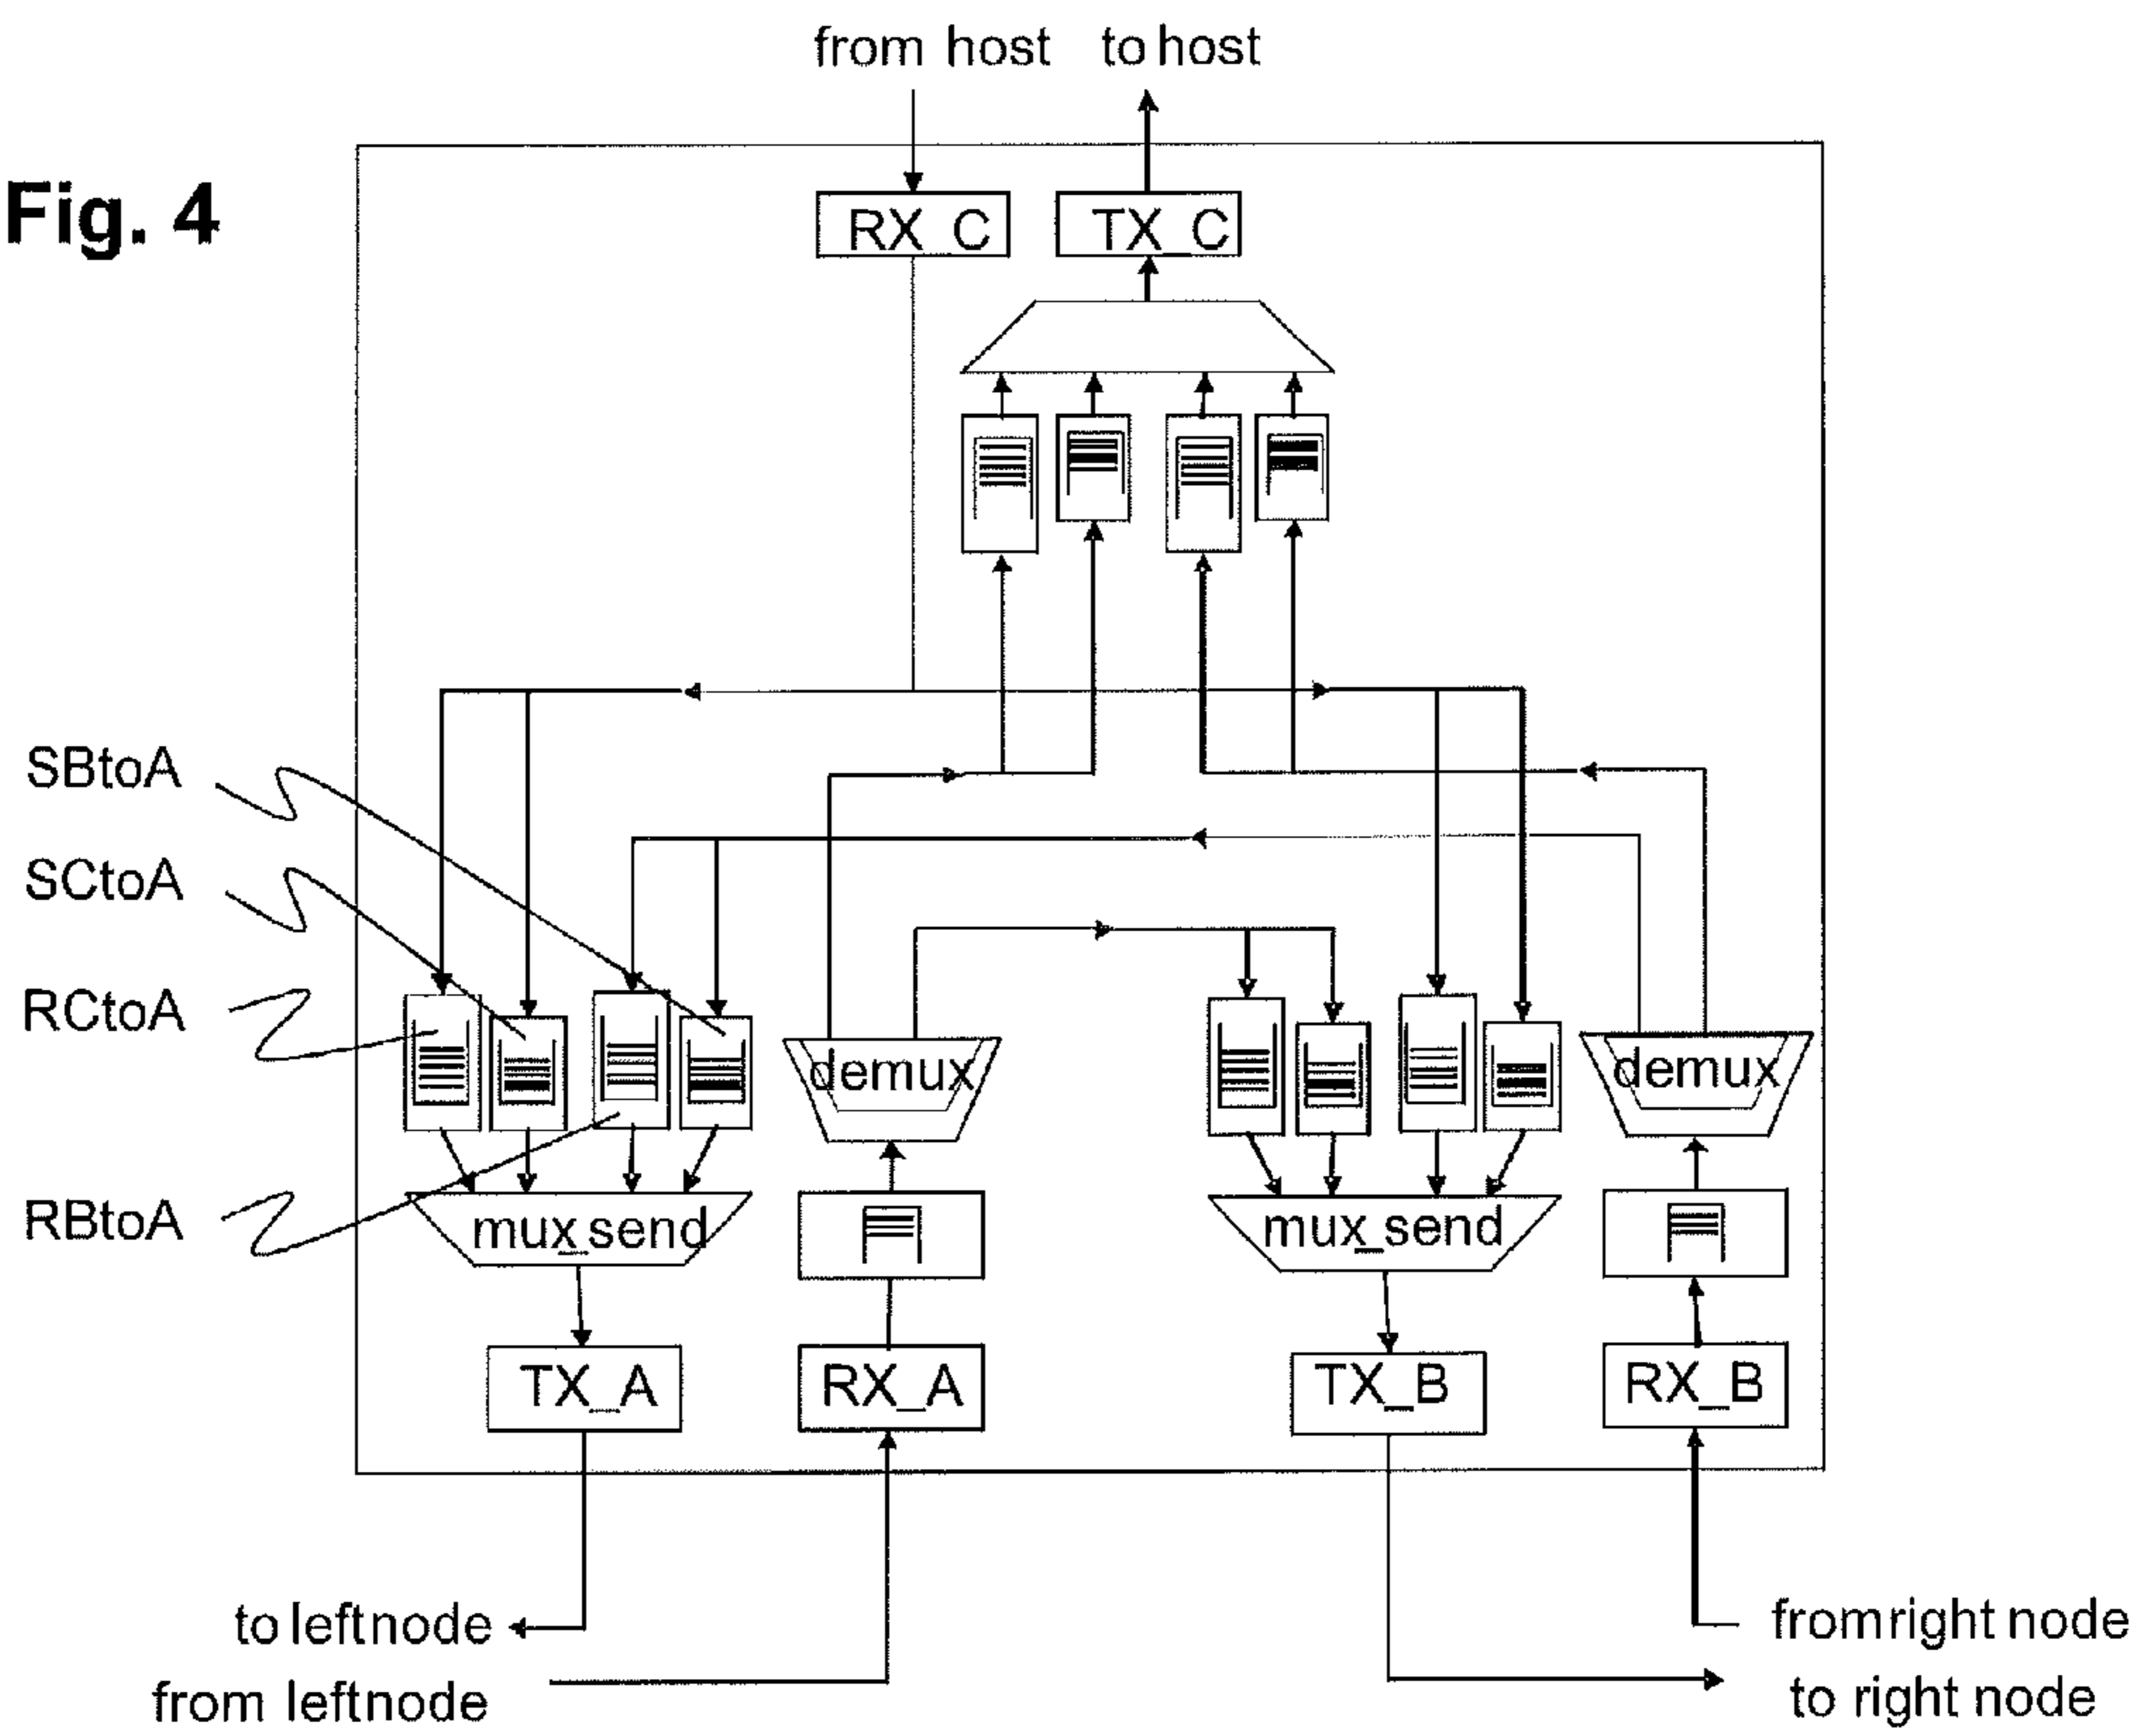 from host to host
Fig. 4
RX_C TX_C
SBtoA
SCtoA
RCtoA
demux demux
RBtoA
mux_send mux_send
TX_A RX_A TX_B RX_B
to leftnode
from leftnode
fromright node
to right node